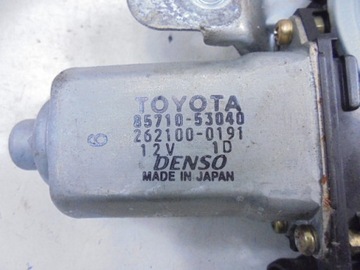 TOYOTA
85710-53040
262100-0191
12V 1D
DENSO
MADE IN JAPAN